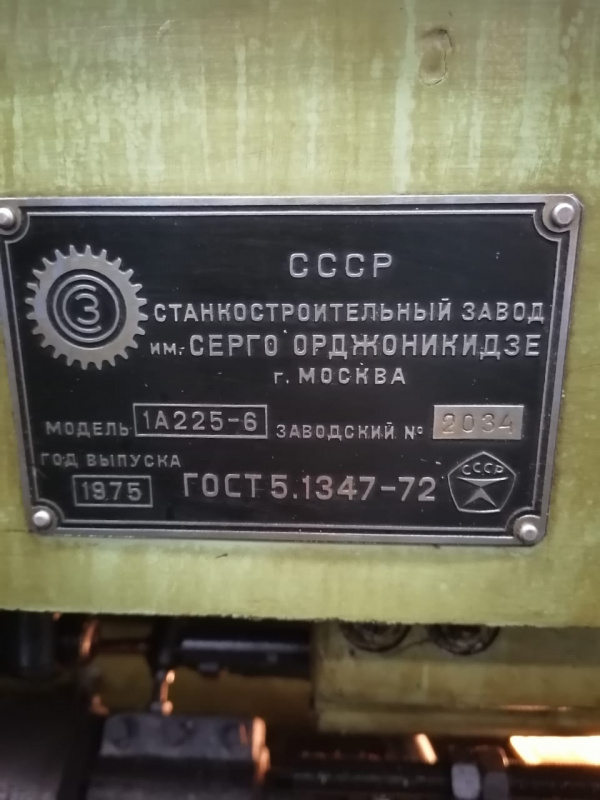 СССР
СТАНКОСТРОИТЕЛЬНЫЙ ЗАВОД
им. СЕРГО ОРДЖОНИКИДЗЕ
г. МОСКВА
МОДЕЛЬ 1А225-6 ЗАВОДСКИЙ № 2034
ГОД ВЫПУСКА
1975 ГОСТ 5.1347-72 СССР